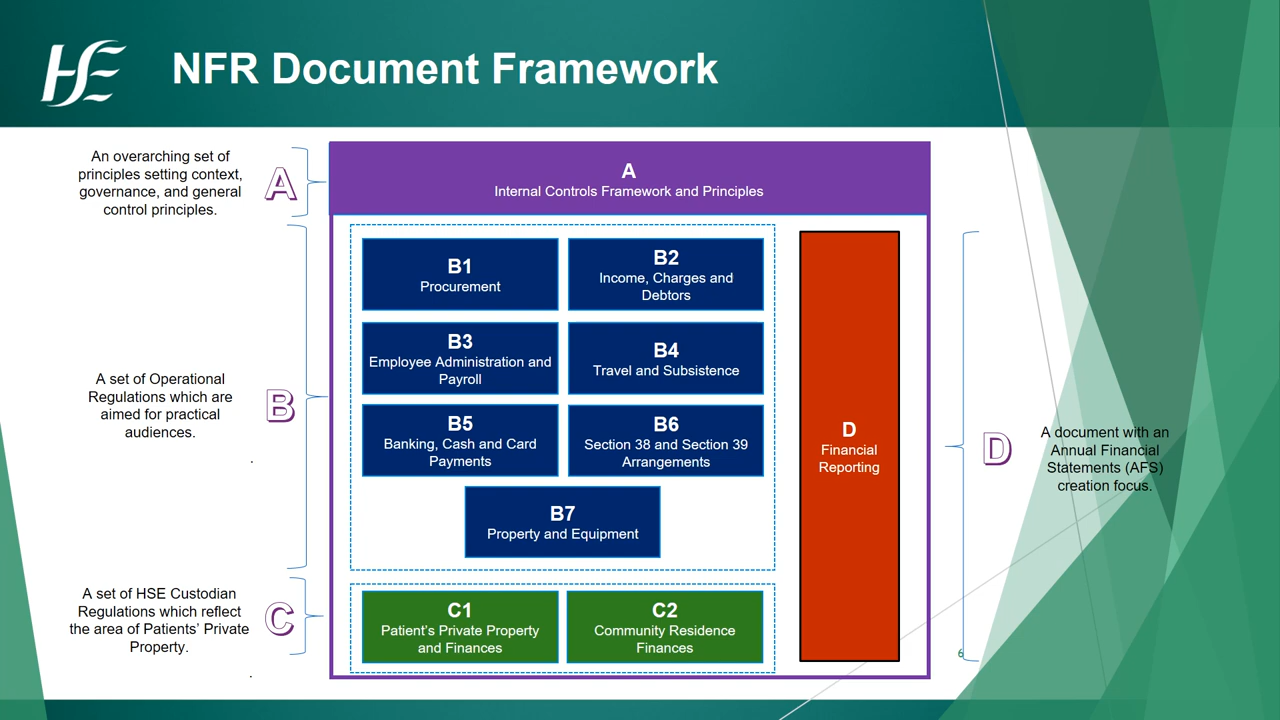 HSE
NFR Document Framework
An overarching set of
principles setting context,
governance, and general
control principles.
A
A
Internal Controls Framework and Principles
A set of Operational
Regulations which are
aimed for practical
audiences.
.
B
B1
Procurement
B2
Income, Charges and
Debtors
B3
Employee Administration and
Payroll
B4
Travel and Subsistence
B5
Banking, Cash and Card
Payments
B6
Section 38 and Section 39
Arrangements
B7
Property and Equipment
A set of HSE Custodian
Regulations which reflect
the area of Patients’ Private
Property.
.
C
C1
Patient’s Private Property
and Finances
C2
Community Residence
Finances
D
Financial
Reporting
D
A document with an
Annual Financial
Statements (AFS)
creation focus.
6